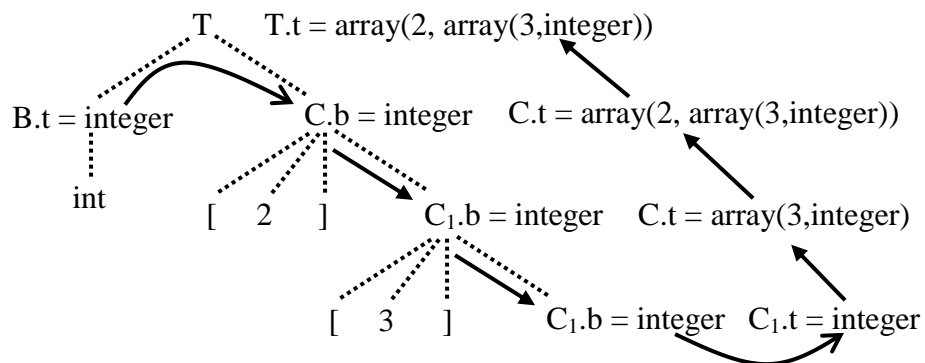 T T.t = array(2, array(3,integer))
B.t = integer C.b = integer C.t = array(2, array(3,integer))
int [ 2 ] C₁.b = integer C.t = array(3,integer)
[ 3 ] C₁.b = integer C₁.t = integer